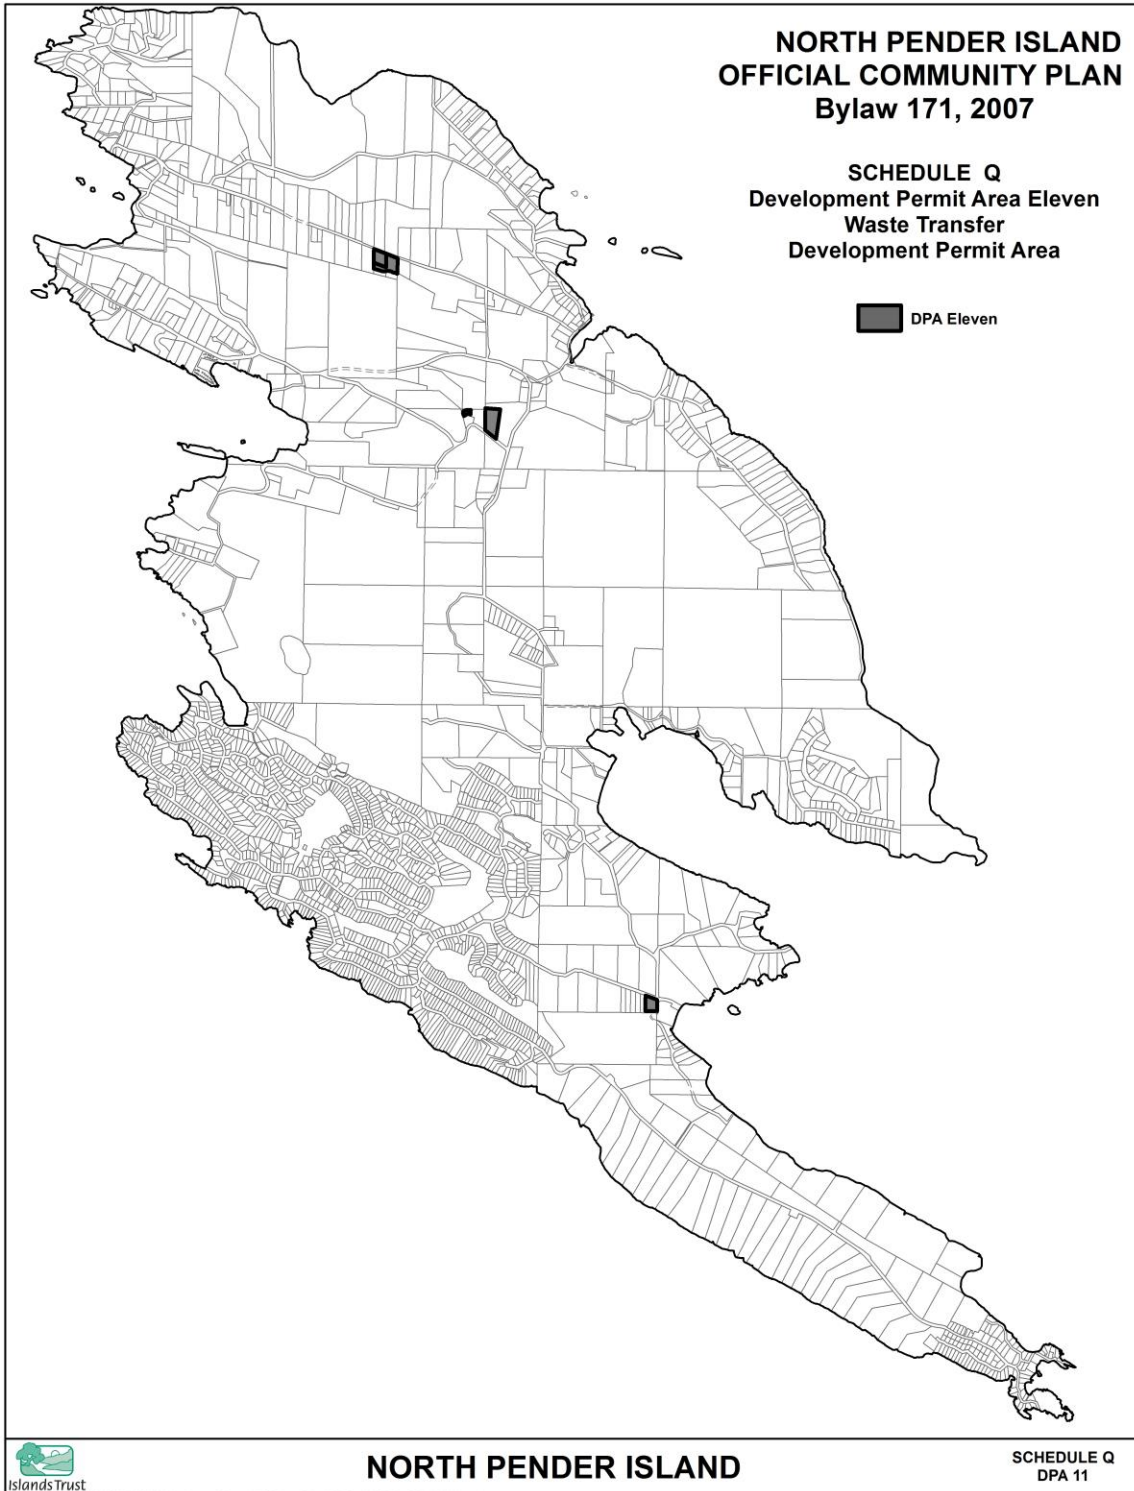 NORTH PENDER ISLAND
OFFICIAL COMMUNITY PLAN
Bylaw 171, 2007
SCHEDULE Q
Development Permit Area Eleven
Waste Transfer
Development Permit Area
DPA Eleven
Islands Trust
NORTH PENDER ISLAND
SCHEDULE Q
DPA 11